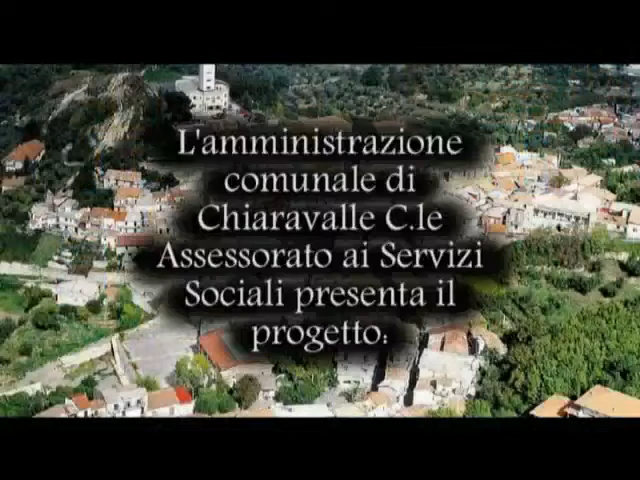 L'amministrazione
comunale di
Chiaravalle C.le
Assessorato ai Servizi
Sociali presenta il
progetto: